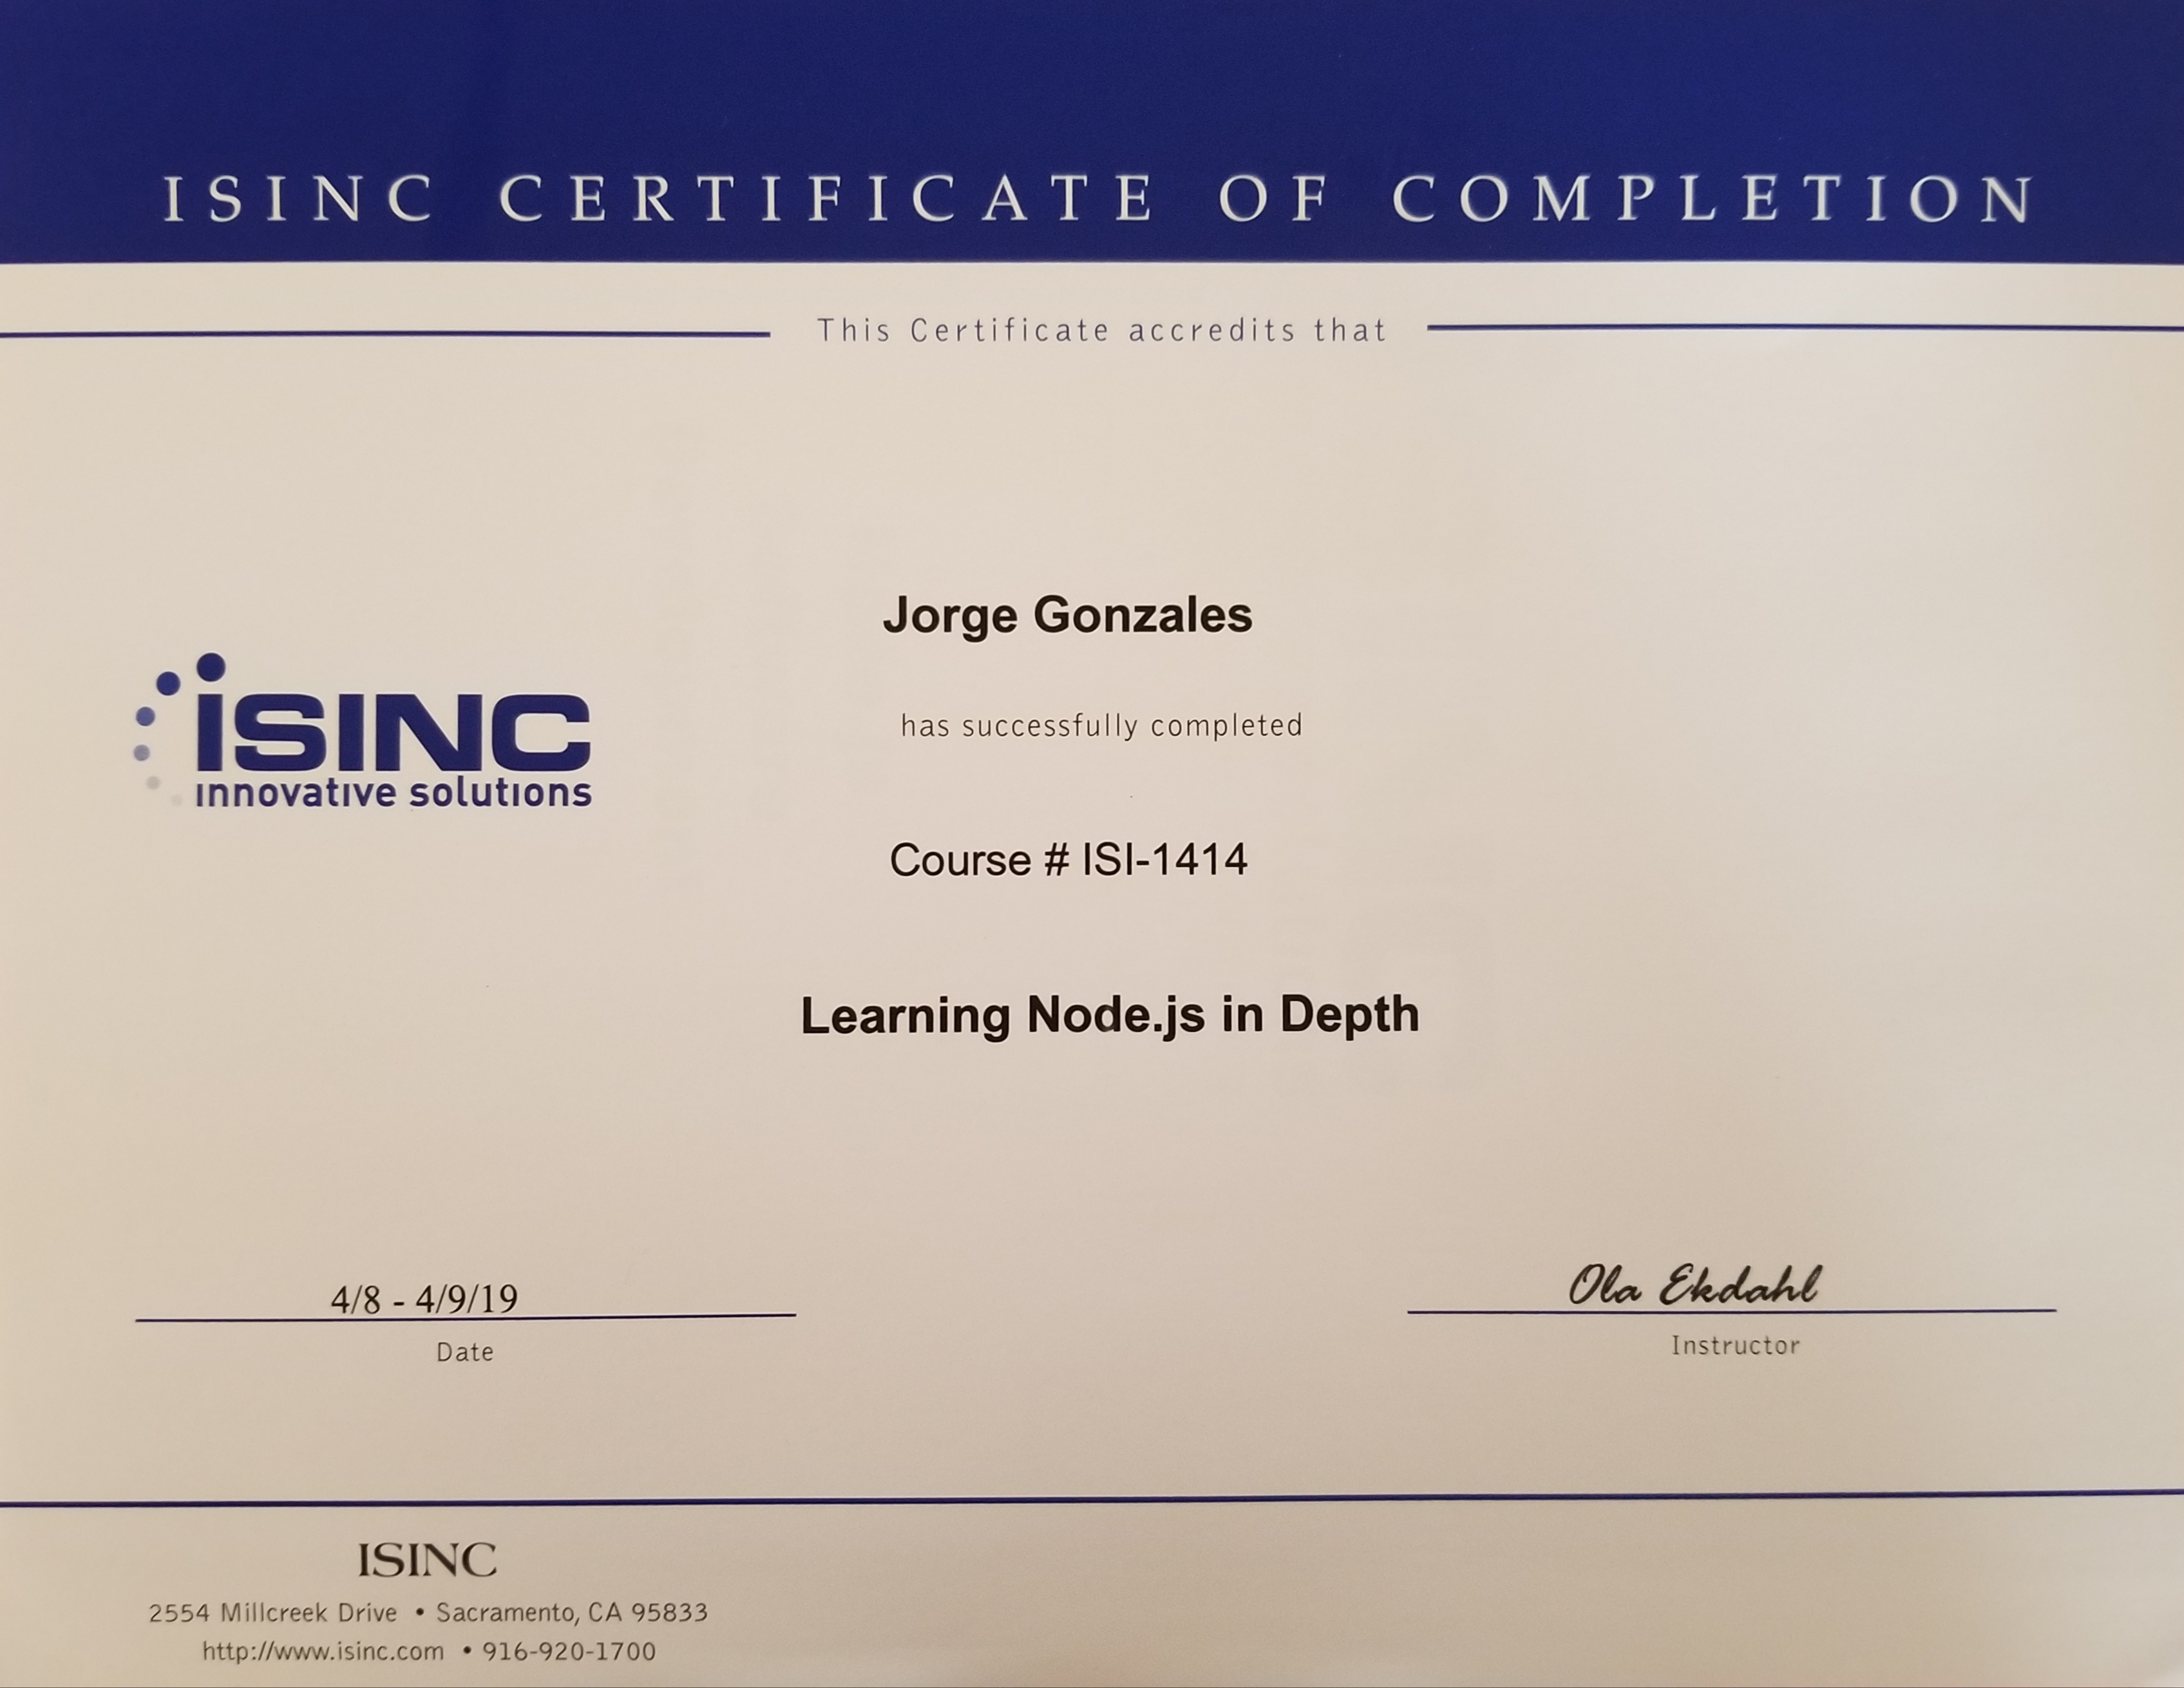 ISINC CERTIFICATE OF COMPLETION
This Certificate accredits that
Jorge Gonzales
iSINC
innovative solutions
has successfully completed
Course # ISI-1414
Learning Node.js in Depth
4/8 - 4/9/19
Date
Ola Ekdahl
Instructor
ISINC
2554 Millcreek Drive • Sacramento, CA 95833
http://www.isinc.com • 916-920-1700